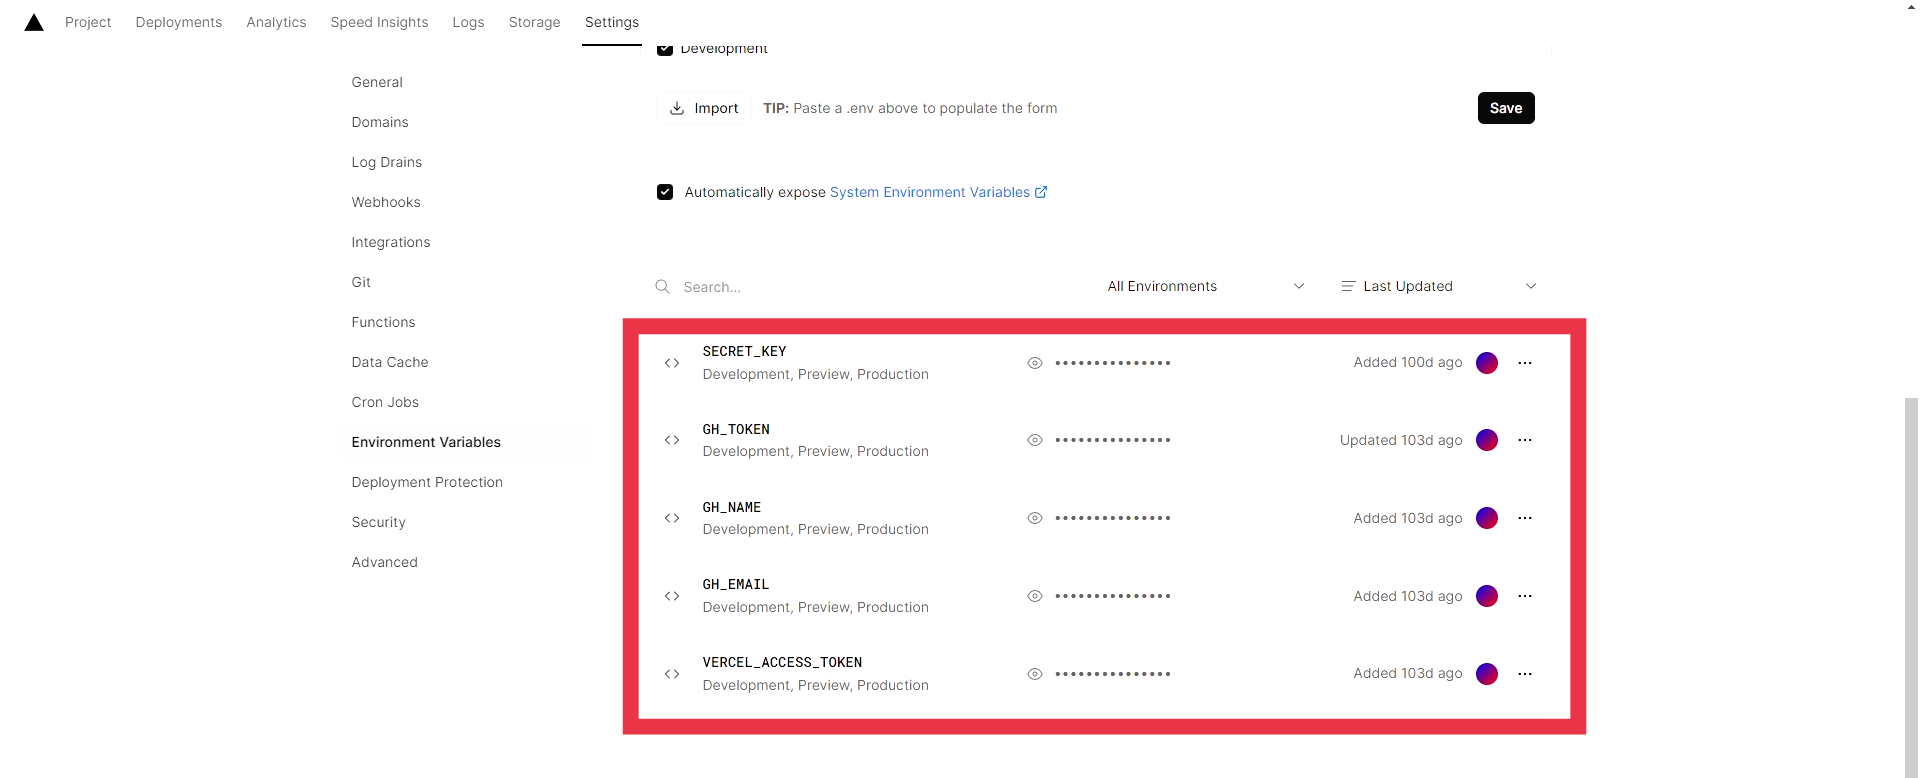 Project Deployments Analytics Speed Insights Logs Storage Settings
Development
General
Domains
Log Drains
Webhooks
Integrations
Git
Functions
Data Cache
Cron Jobs
Environment Variables
Deployment Protection
Security
Advanced
Import TIP: Paste a .env above to populate the form Save
Automatically expose System Environment Variables
Search... All Environments Last Updated
SECRET_KEY
Development, Preview, Production
••••••••••••••• Added 100d ago
GH_TOKEN
Development, Preview, Production
••••••••••••••• Updated 103d ago
GH_NAME
Development, Preview, Production
••••••••••••••• Added 103d ago
GH_EMAIL
Development, Preview, Production
••••••••••••••• Added 103d ago
VERCEL_ACCESS_TOKEN
Development, Preview, Production
••••••••••••••• Added 103d ago